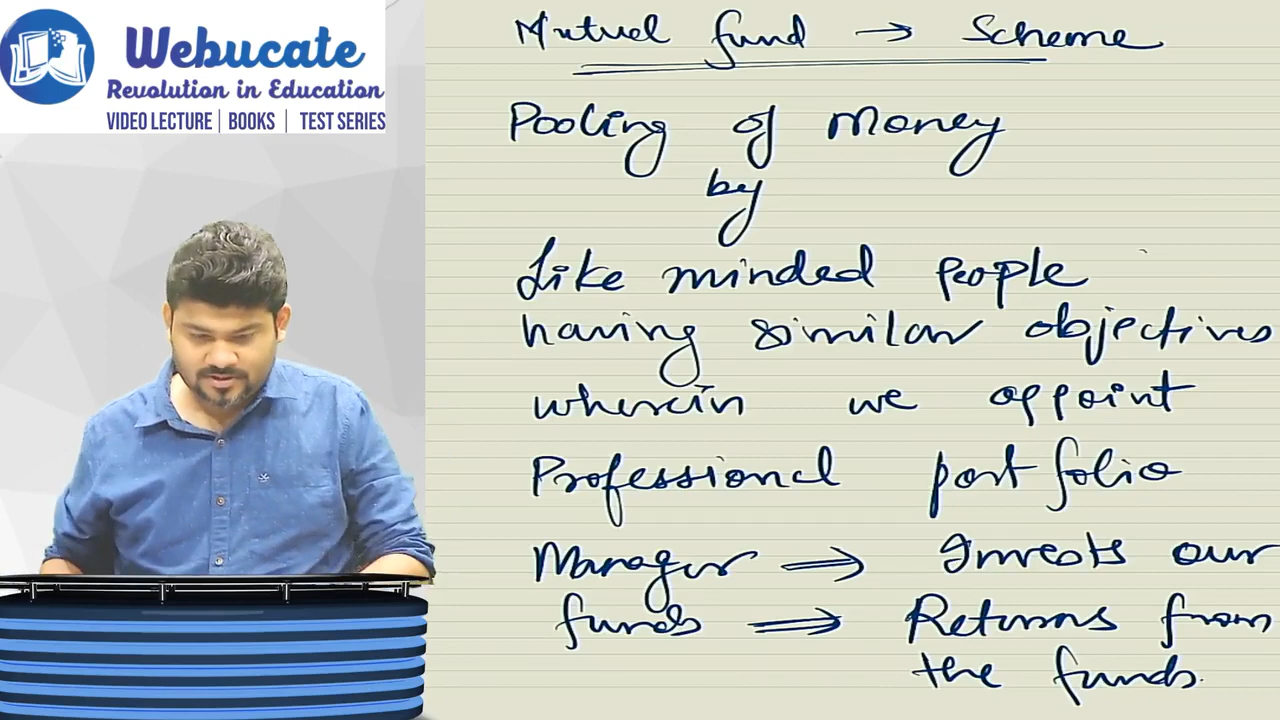 Webucate
Revolution in Education
VIDEO LECTURE | BOOKS | TEST SERIES
Mutual fund → Scheme
Pooling of Money
by
Like minded people
having similar objectives
wherein we appoint
Professional portfolio
Manager ⇒ Invests our
funds ⇒ Returns from
the funds.